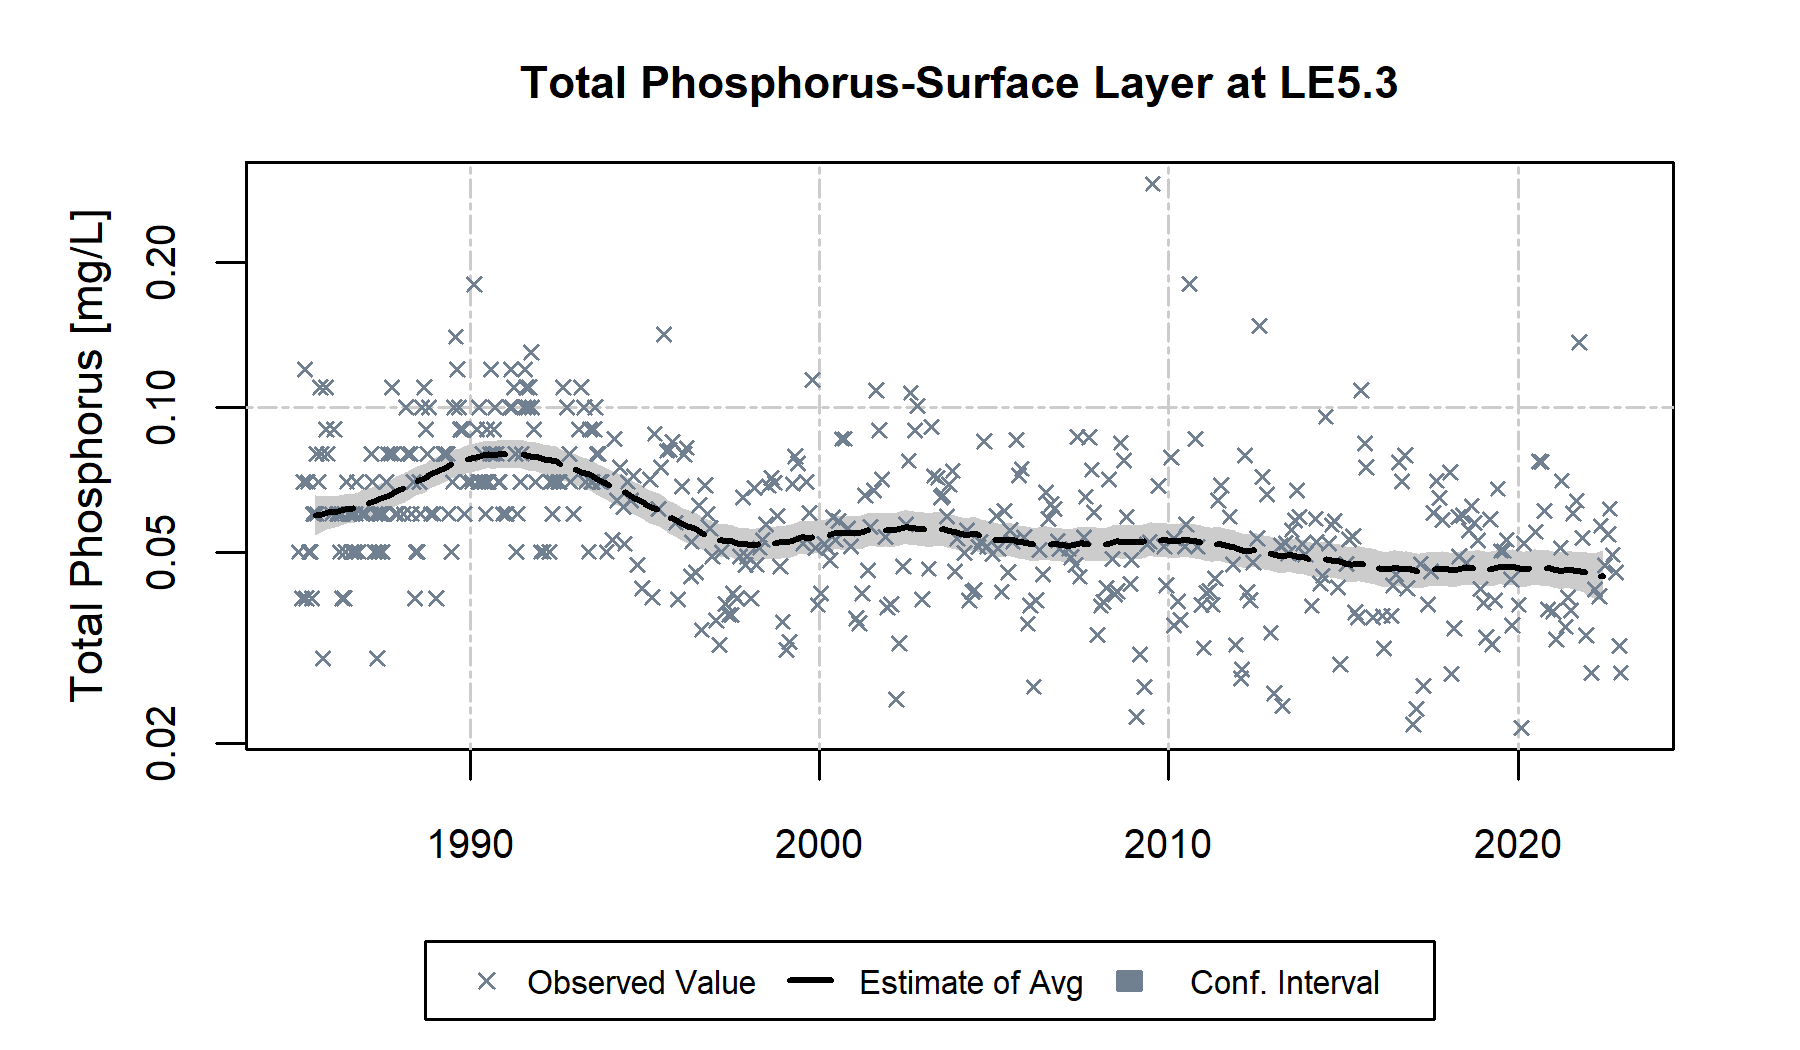 Total Phosphorus-Surface Layer at LE5.3
Total Phosphorus [mg/L]
0.20
0.10
0.05
0.02
1990 2000 2010 2020
Observed Value Estimate of Avg Conf. Interval